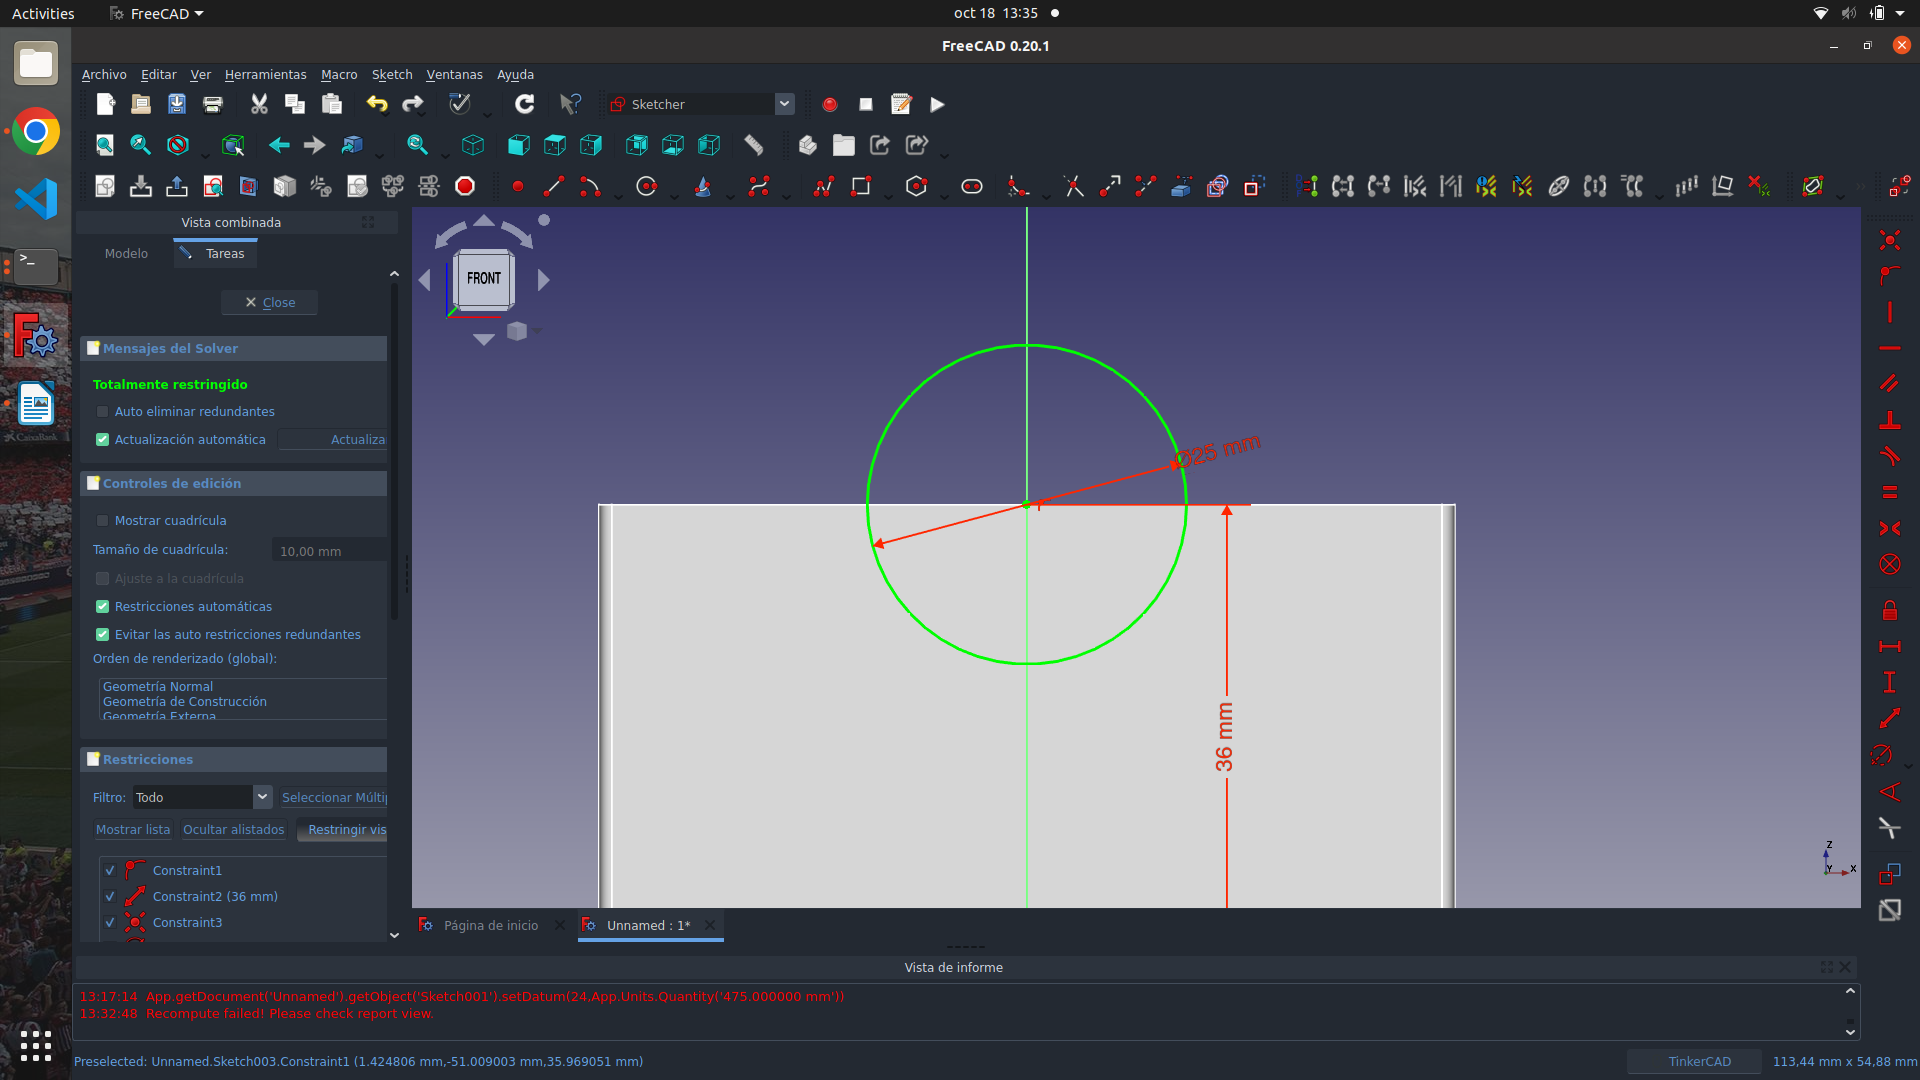 Activities
FreeCAD
oct 18 13:35
FreeCAD 0.20.1
Archivo Editar Ver Herramientas Macro Sketch Ventanas Ayuda
Sketcher
Vista combinada
Modelo
Tareas
Close
Mensajes del Solver
Totalmente restringido
Auto eliminar redundantes
Actualización automática
Actualiza
Controles de edición
Mostrar cuadrícula
Tamaño de cuadrícula:
10,00 mm
Ajuste a la cuadrícula
Restricciones automáticas
Evitar las auto restricciones redundantes
Orden de renderizado (global):
Geometría Normal
Geometría de Construcción
Geometría Externa
Restricciones
Filtro:
Todo
Seleccionar Múltip
Mostrar lista
Ocultar alistados
Restringir vis
Constraint1
Constraint2 (36 mm)
Constraint3
FRONT
Ø25 mm
36 mm
Z
Y
X
CaixaBank
Página de inicio
Unnamed : 1*
Vista de informe
13:17:14 App.getDocument('Unnamed').getObject('Sketch001').setDatum(24,App.Units.Quantity('475.000000 mm'))
13:32:48 Recompute failed! Please check report view.
Preselected: Unnamed.Sketch003.Constraint1 (1.424806 mm,-51.009003 mm,35.969051 mm)
TinkerCAD
113,44 mm x 54,88 mm